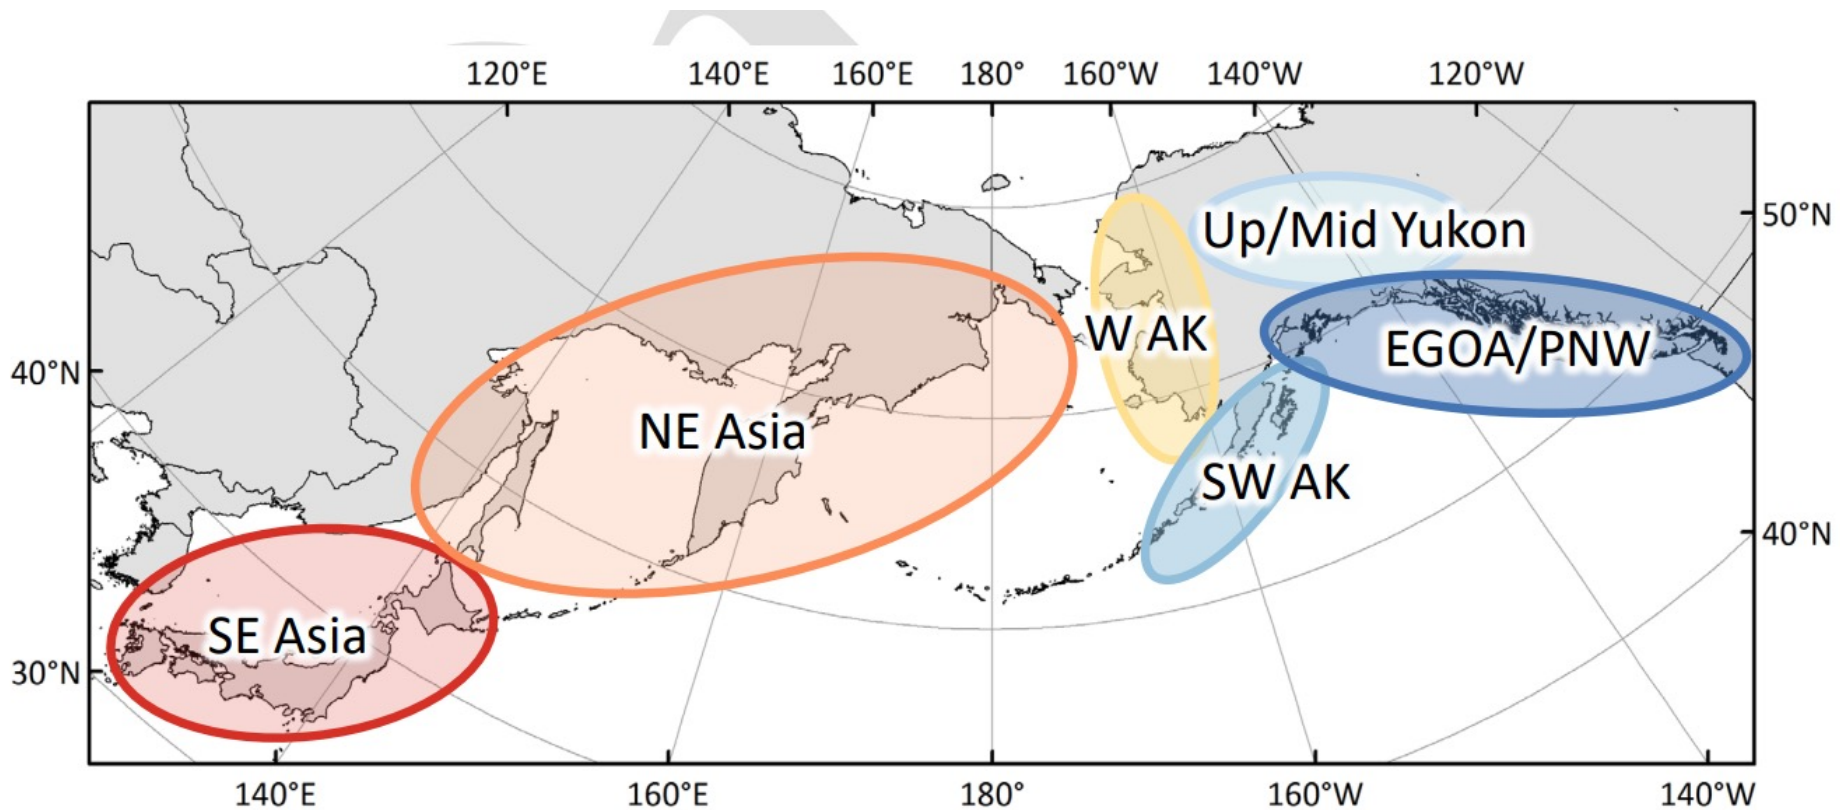 120°E 140°E 160°E 180° 160°W 140°W 120°W
50°N
Up/Mid Yukon
W AK
EGOA/PNW
40°N
NE Asia
SW AK
40°N
SE Asia
30°N
140°E 160°E 180° 160°W 140°W